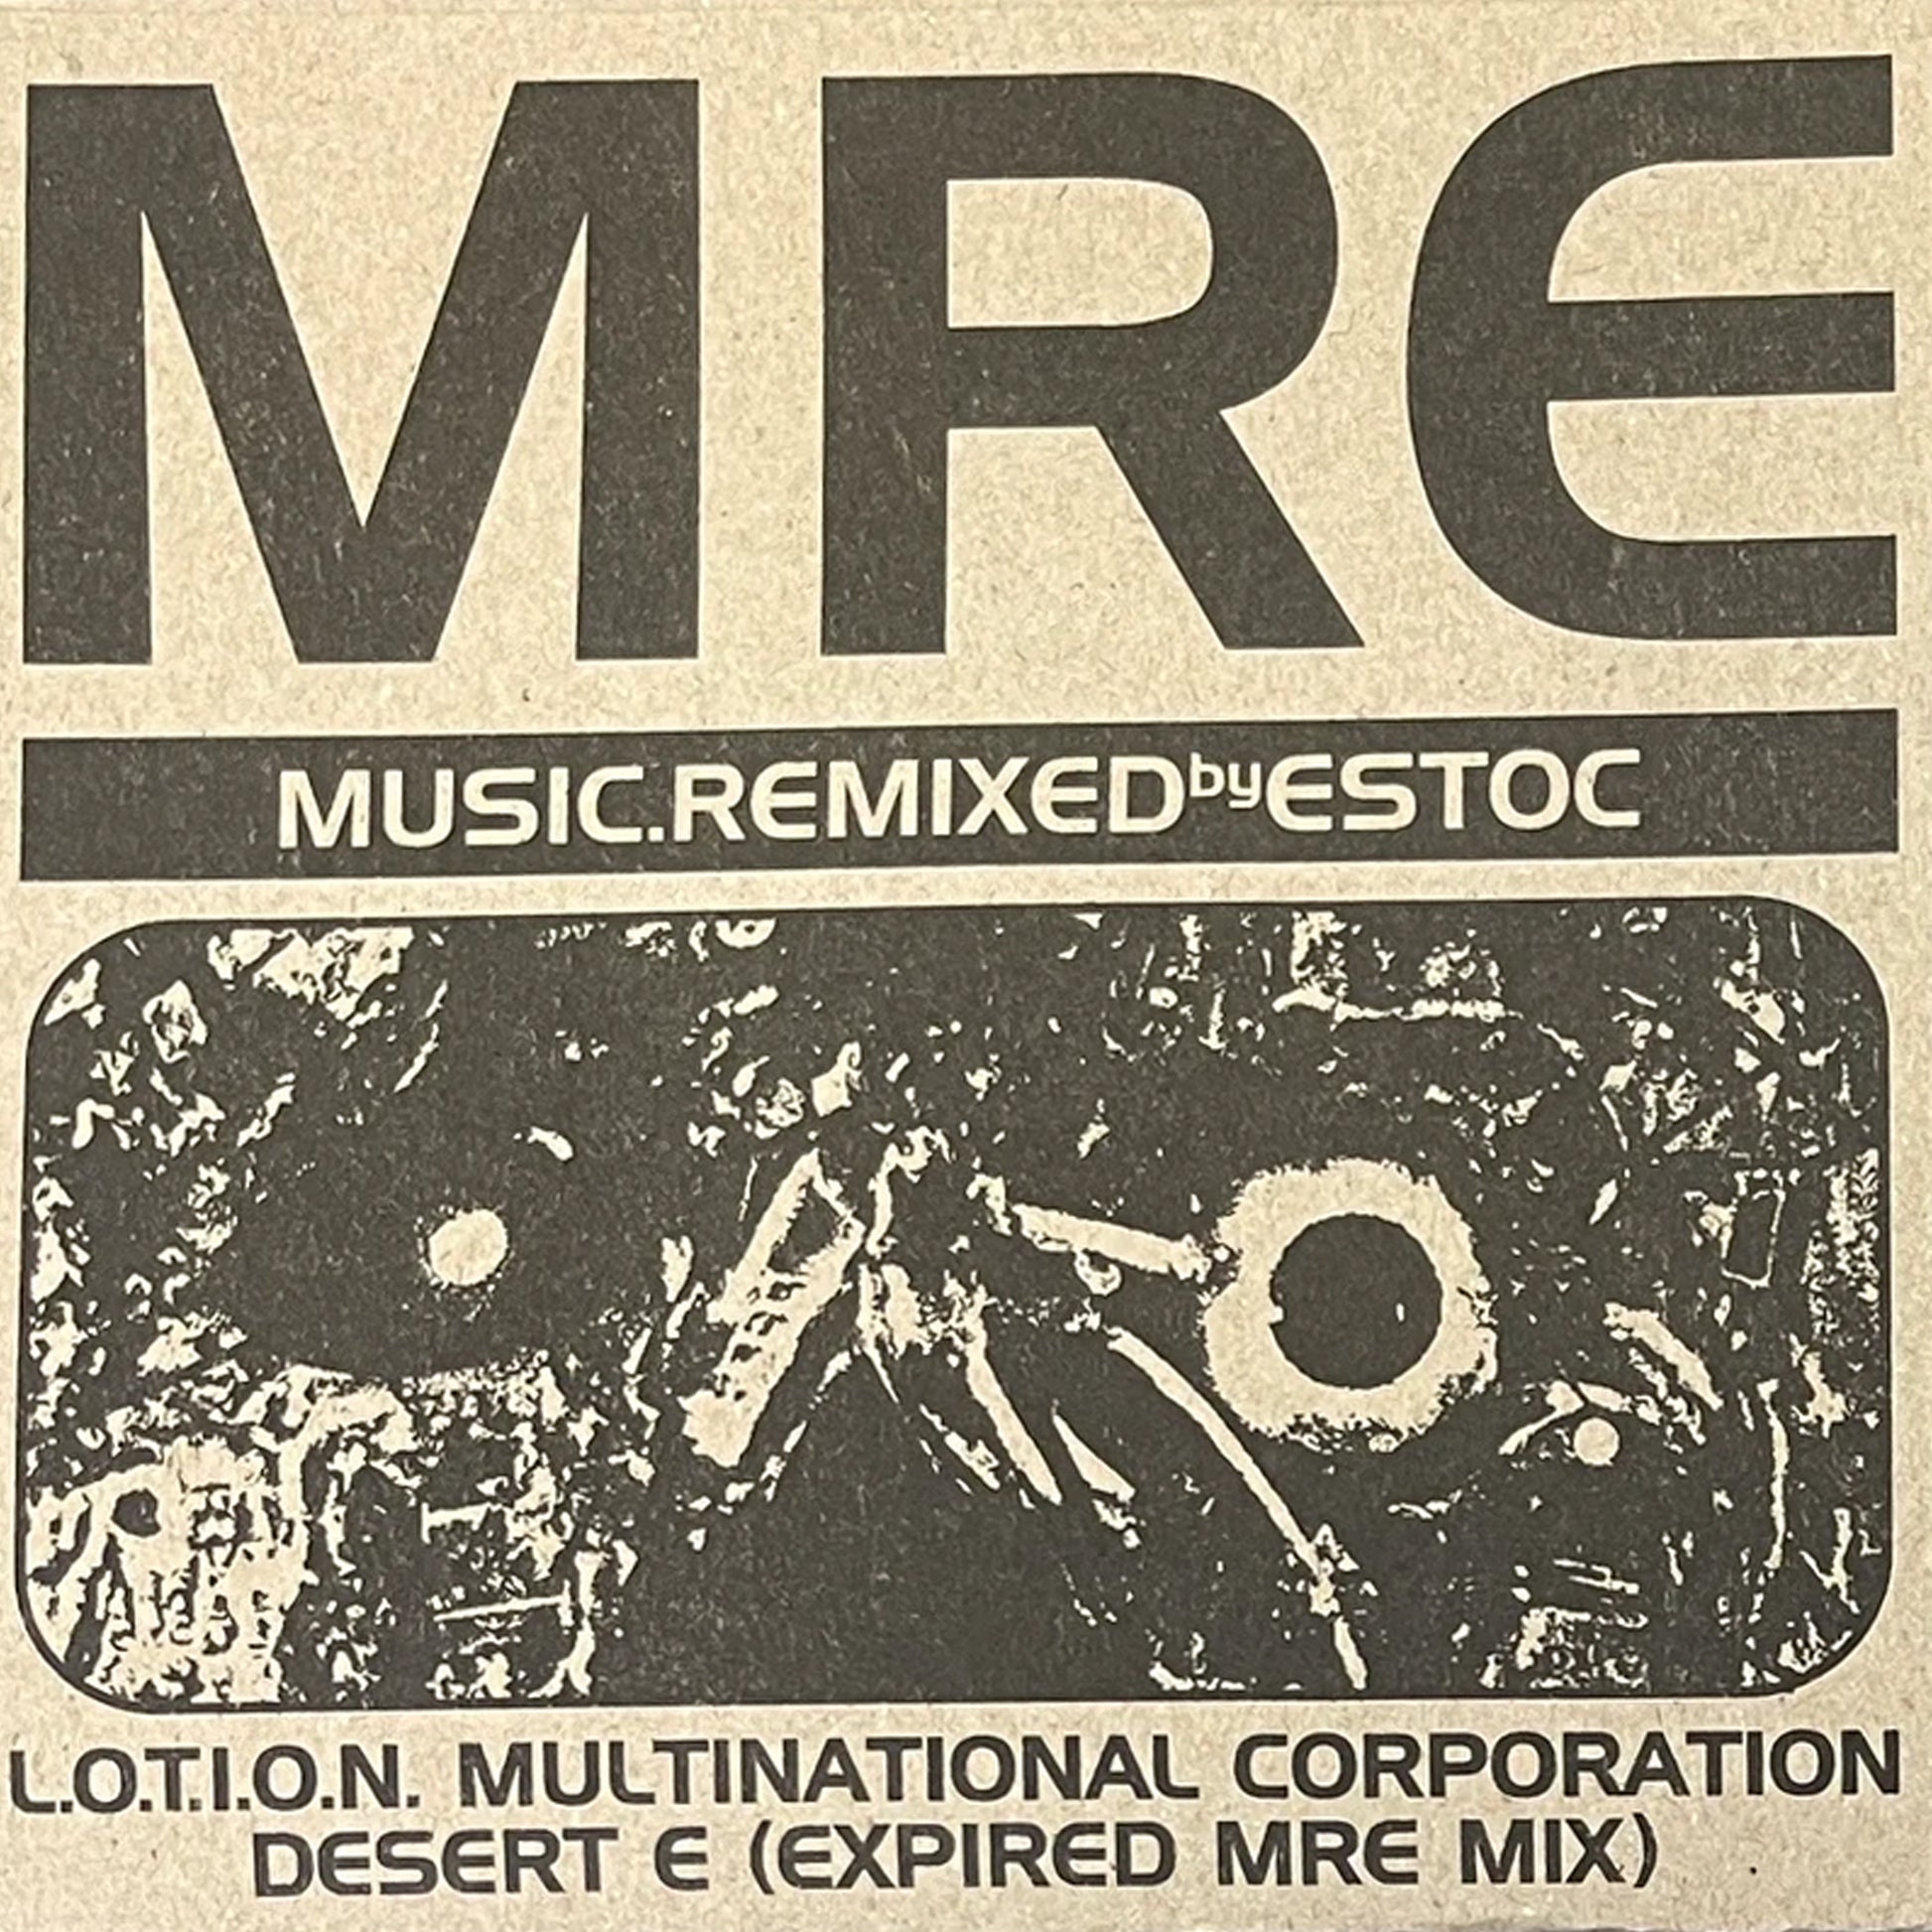 MRE
MUSIC.REMIXEDbyESTOC
L.O.T.I.O.N. MULTINATIONAL CORPORATION
DESERT E (EXPIRED MRE MIX)